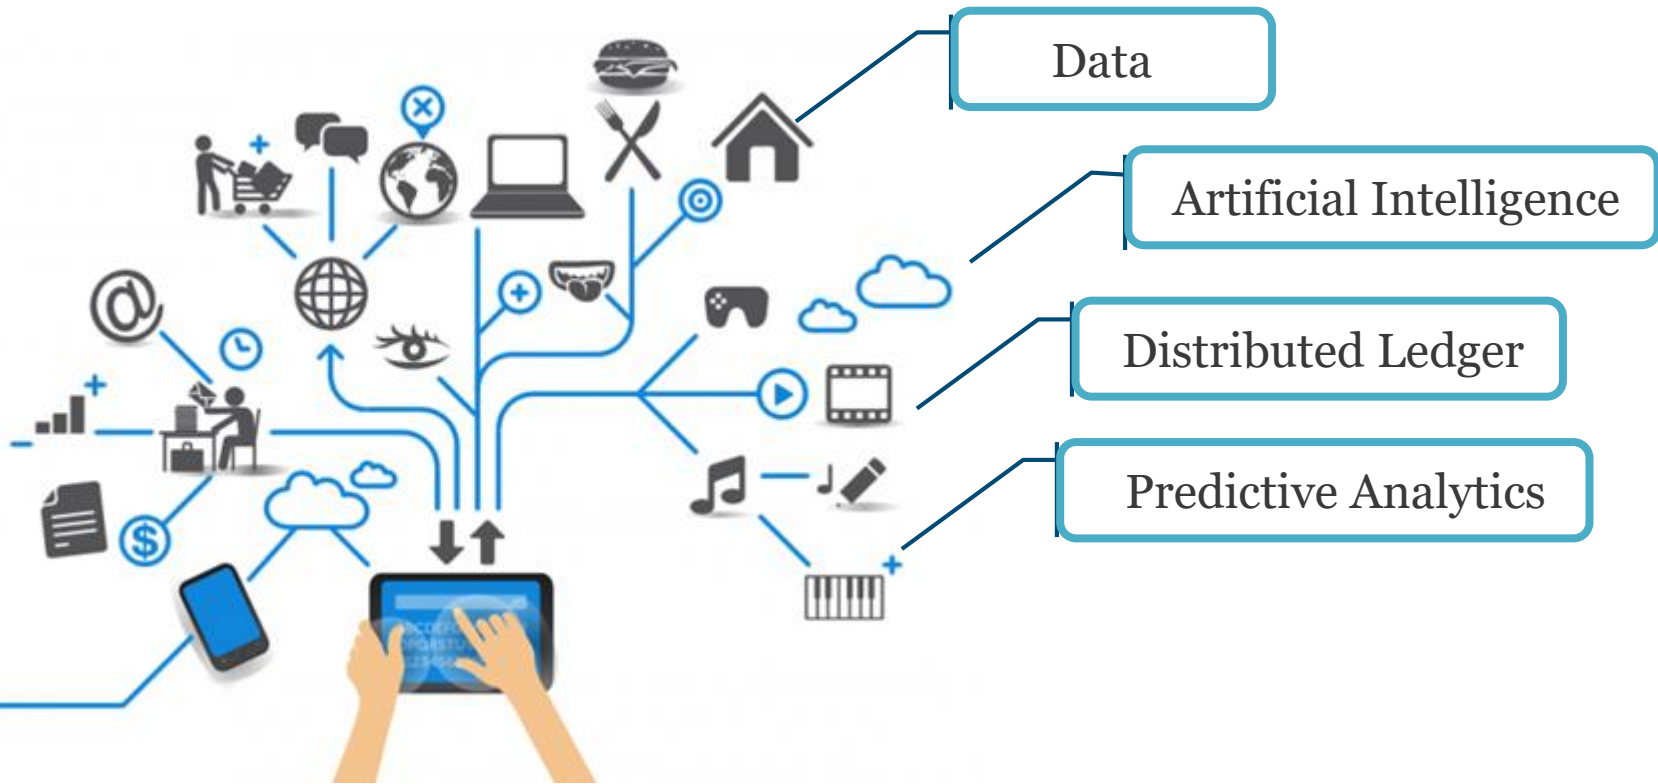 Data
Artificial Intelligence
Distributed Ledger
Predictive Analytics